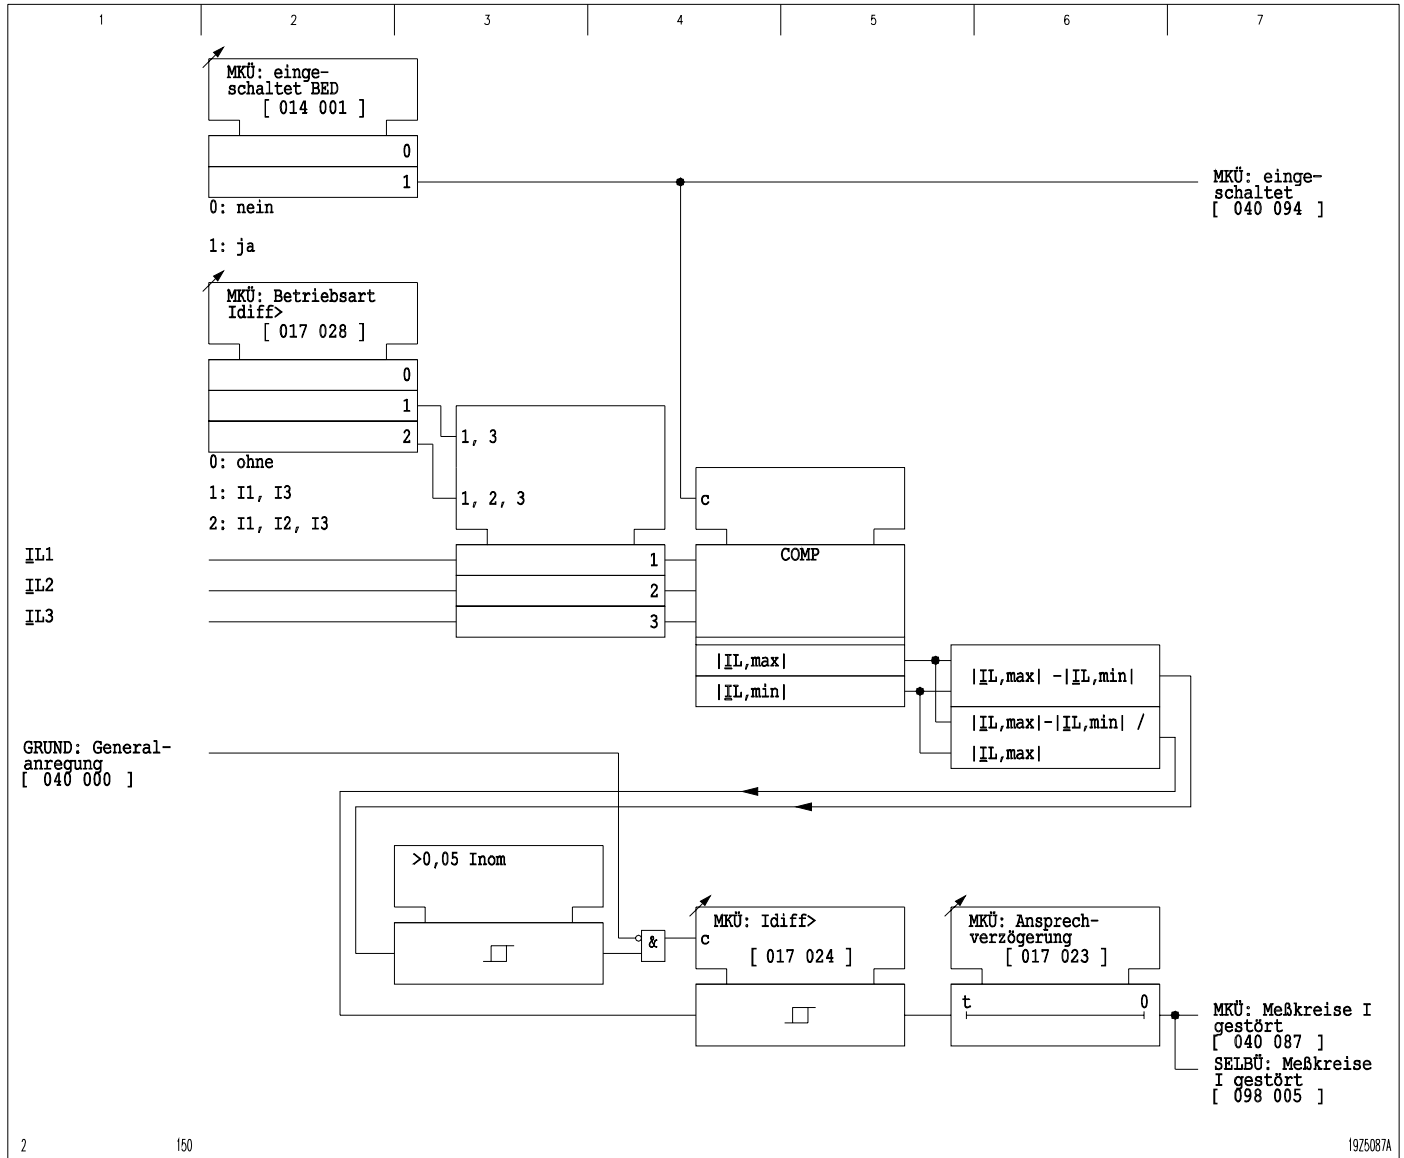 1 2 3 4 5 6 7
MKÜ: einge-
schaltet BED
[ 014 001 ]
0
1
0: nein
1: ja
MKÜ: einge-
schaltet
[ 040 094 ]
MKÜ: Betriebsart
Idiff>
[ 017 028 ]
0
1
2
0: ohne
1: I1, I3
2: I1, I2, I3
1, 3
1, 2, 3
c
IL1
IL2
IL3
1
2
3
COMP
|IL,max|
|IL,min|
|IL,max| -|IL,min|
|IL,max|-|IL,min| /
|IL,max|
GRUND: General-
anregung
[ 040 000 ]
>0,05 Inom
&
MKÜ: Idiff>
c
[ 017 024 ]
MKÜ: Ansprech-
verzögerung
[ 017 023 ]
t 0
MKÜ: Meßkreise I
gestört
[ 040 087 ]
SELBÜ: Meßkreise
I gestört
[ 098 005 ]
2 150 19Z5087A